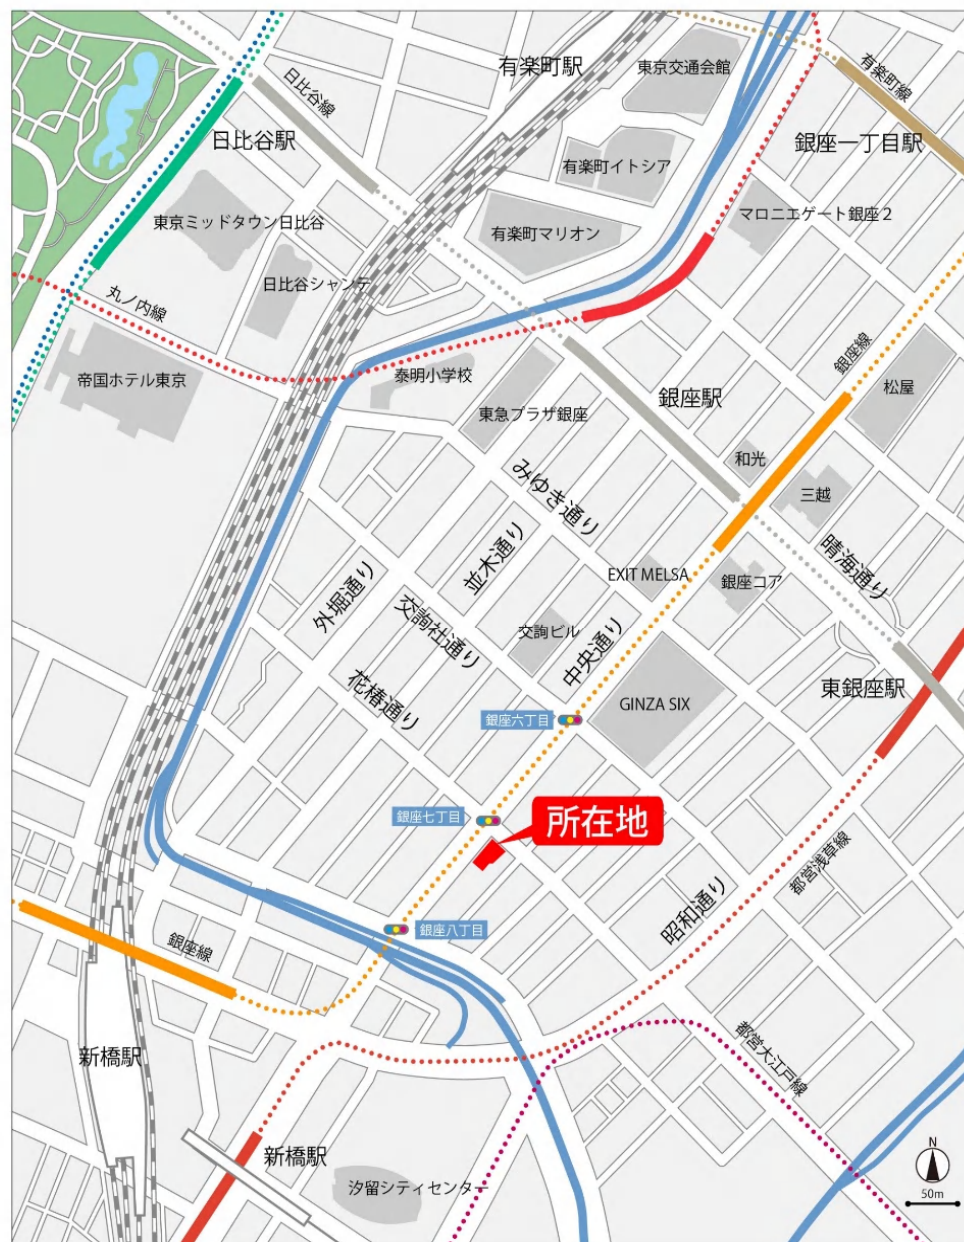 有楽町駅
東京交通会館
日比谷線
有楽町線
日比谷駅
銀座一丁目駅
有楽町イトシア
東京ミッドタウン日比谷
マロニエゲート銀座2
有楽町マリオン
日比谷シャンテ
丸ノ内線
銀座線
帝国ホテル東京
泰明小学校
松屋
銀座駅
東急プラザ銀座
和光
みゆき通り
三越
並木通り
晴海通り
EXIT MELSA
銀座コア
外堀通り
交詢社通り
交詢ビル
中央通り
花椿通り
東銀座駅
GINZA SIX
銀座六丁目
銀座七丁目
所在地
都営浅草線
昭和通り
銀座八丁目
銀座線
新橋駅
都営大江戸線
新橋駅
汐留シティセンター
N
50m